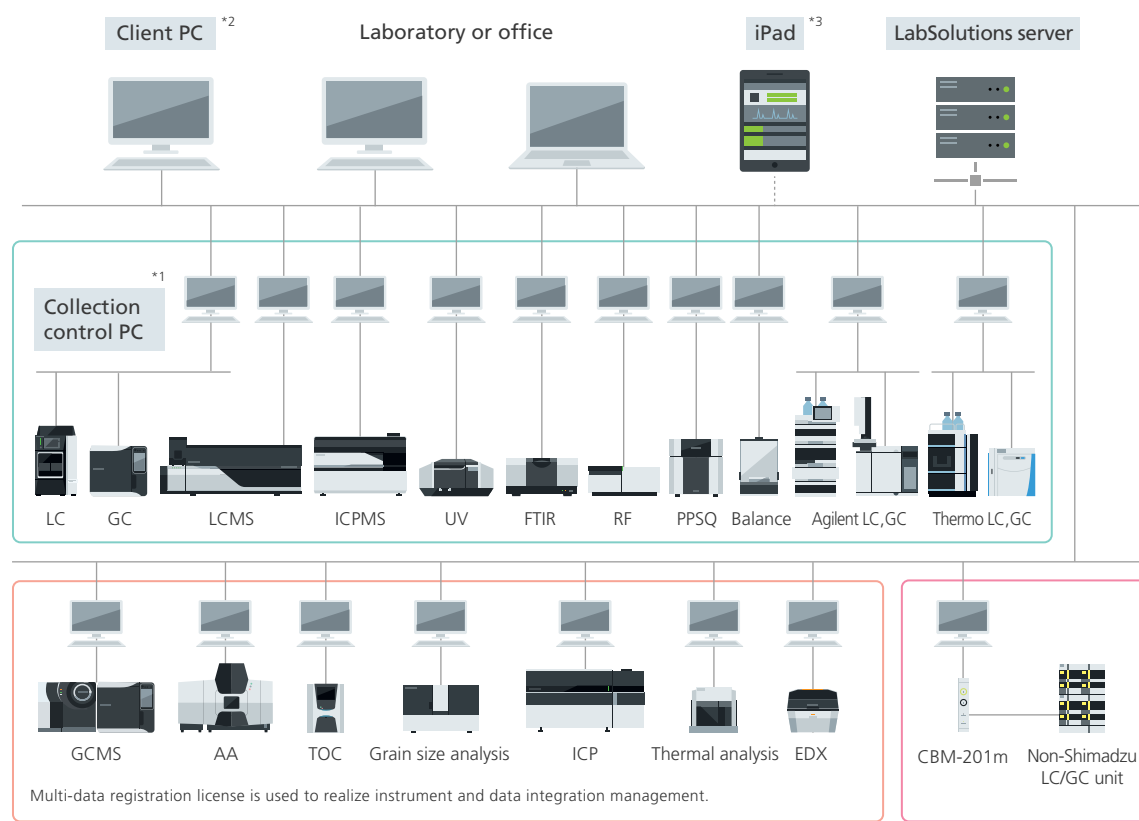 Client PC *2
Laboratory or office
iPad *3
LabSolutions server
*1
Collection
control PC
LC
GC
LCMS
ICPMS
UV
FTIR
RF
PPSQ
Balance
Agilent LC,GC
Thermo LC,GC
GCMS
AA
TOC
Grain size analysis
ICP
Thermal analysis
EDX
CBM-201m
Non-Shimadzu
LC/GC unit
Multi-data registration license is used to realize instrument and data integration management.